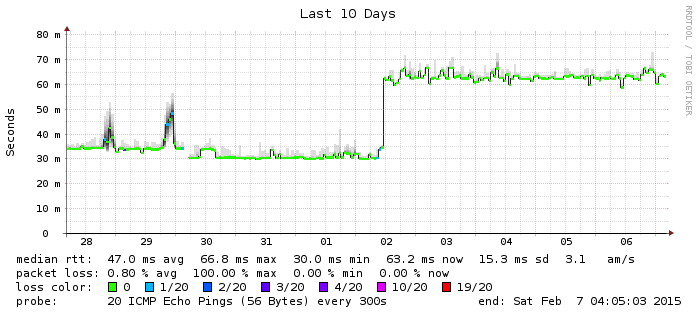 Last 10 Days
RRDTOOL / TOBI OETIKER
Seconds
80 m
70 m
60 m
50 m
40 m
30 m
20 m
10 m
0
28 29 30 31 01 02 03 04 05 06
median rtt: 47.0 ms avg 66.8 ms max 30.0 ms min 63.2 ms now 15.3 ms sd 3.1 am/s
packet loss: 0.80 % avg 100.00 % max 0.00 % min 0.00 % now
loss color: 0 1/20 2/20 3/20 4/20 10/20 19/20
probe: 20 ICMP Echo Pings (56 Bytes) every 300s end: Sat Feb 7 04:05:03 2015